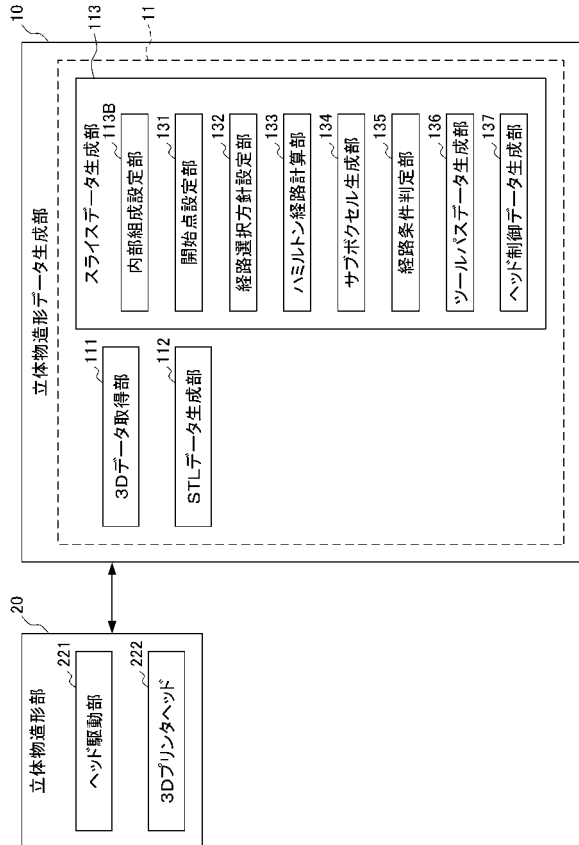 20
立体物造形部
221
ヘッド駆動部
222
3Dプリンタヘッド
10
立体物造形データ生成部
11
111
3Dデータ取得部
112
STLデータ生成部
113
スライスデータ生成部
113B
内部組成設定部
131
開始点設定部
132
経路選択方針設定部
133
ハミルトン経路計算部
134
サブボクセル生成部
135
経路条件判定部
136
ツールパスデータ生成部
137
ヘッド制御データ生成部